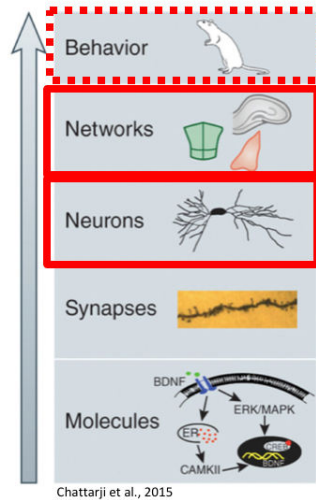 Behavior
Networks
Neurons
Synapses
BDNF
ERK/MAPK
Molecules
ER
CREB
BDNF
CAMKII
Chattarji et al., 2015